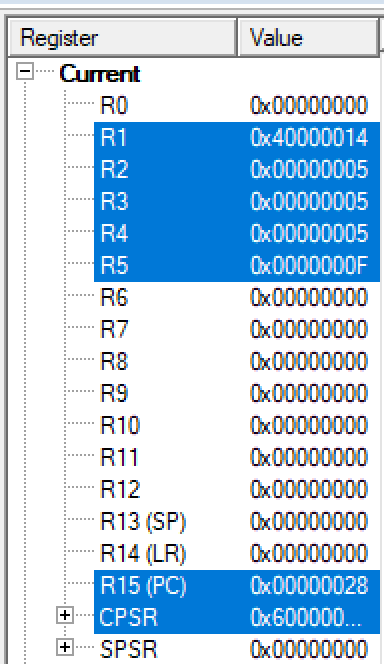 Register Value
Current
R0 0x00000000
R1 0x40000014
R2 0x00000005
R3 0x00000005
R4 0x00000005
R5 0x0000000F
R6 0x00000000
R7 0x00000000
R8 0x00000000
R9 0x00000000
R10 0x00000000
R11 0x00000000
R12 0x00000000
R13 (SP) 0x00000000
R14 (LR) 0x00000000
R15 (PC) 0x00000028
CPSR 0x600000...
SPSR 0x00000000